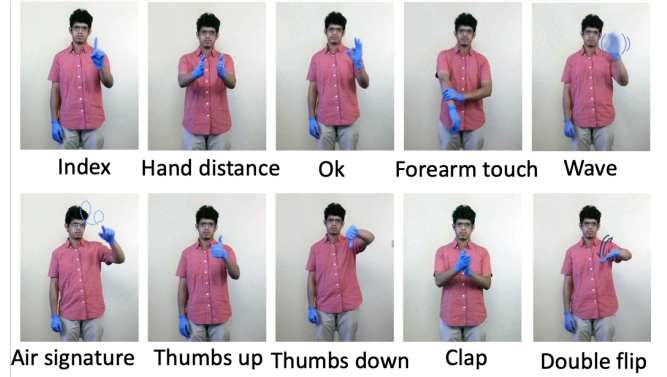 Index
Hand distance
Ok
Forearm touch
Wave
Air signature
Thumbs up
Thumbs down
Clap
Double flip